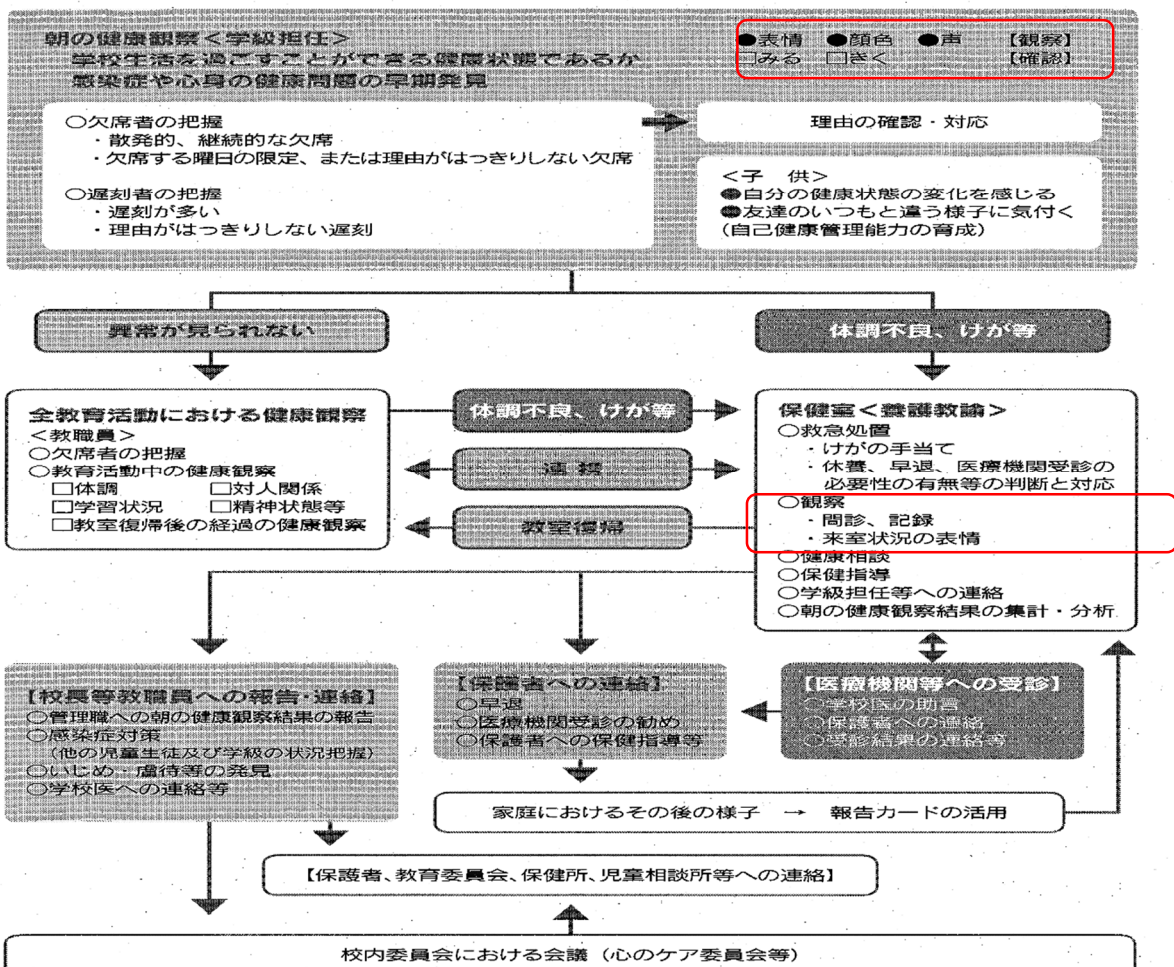 朝の健康観察<学級担任>
学校生活を過ごすことができる健康状態であるか
感染症や心身の健康問題の早期発見
●表情 ●顔色 ●声 【観察】
□みる □きく 【確認】
○欠席者の把握
・散発的、継続的な欠席
・欠席する曜日の限定、または理由がはっきりしない欠席
○遅刻者の把握
・遅刻が多い
・理由がはっきりしない遅刻
理由の確認・対応
<子 供>
●自分の健康状態の変化を感じる
●友達のいつもと違う様子に気付く
(自己健康管理能力の育成)
異常が見られない
体調不良、けが等
全教育活動における健康観察
<教職員>
○欠席者の把握
○教育活動中の健康観察
□体調 □対人関係
□学習状況 □精神状態等
□教室復帰後の経過の健康観察
体調不良、けが等
連携
教室復帰
保健室<養護教諭>
○救急処置
・けがの手当て
・休養、早退、医療機関受診の
必要性の有無等の判断と対応
○観察
・問診、記録
・来室状況の表情
○健康相談
○保健指導
○学級担任等への連絡
○朝の健康観察結果の集計・分析
【校長等教職員への報告・連絡】
○管理職への朝の健康観察結果の報告
○感染症対策
(他の児童生徒及び学級の状況把握)
○いじめ・虐待等の発見
○学校医への連絡等
【保護者への連絡】
○早退
○医療機関受診の勧め
○保護者への保健指導等
【医療機関等への受診】
○学校医の助言
○保護者への連絡
○受診結果の連絡等
家庭におけるその後の様子 → 報告カードの活用
【保護者、教育委員会、保健所、児童相談所等への連絡】
校内委員会における会議 (心のケア委員会等)